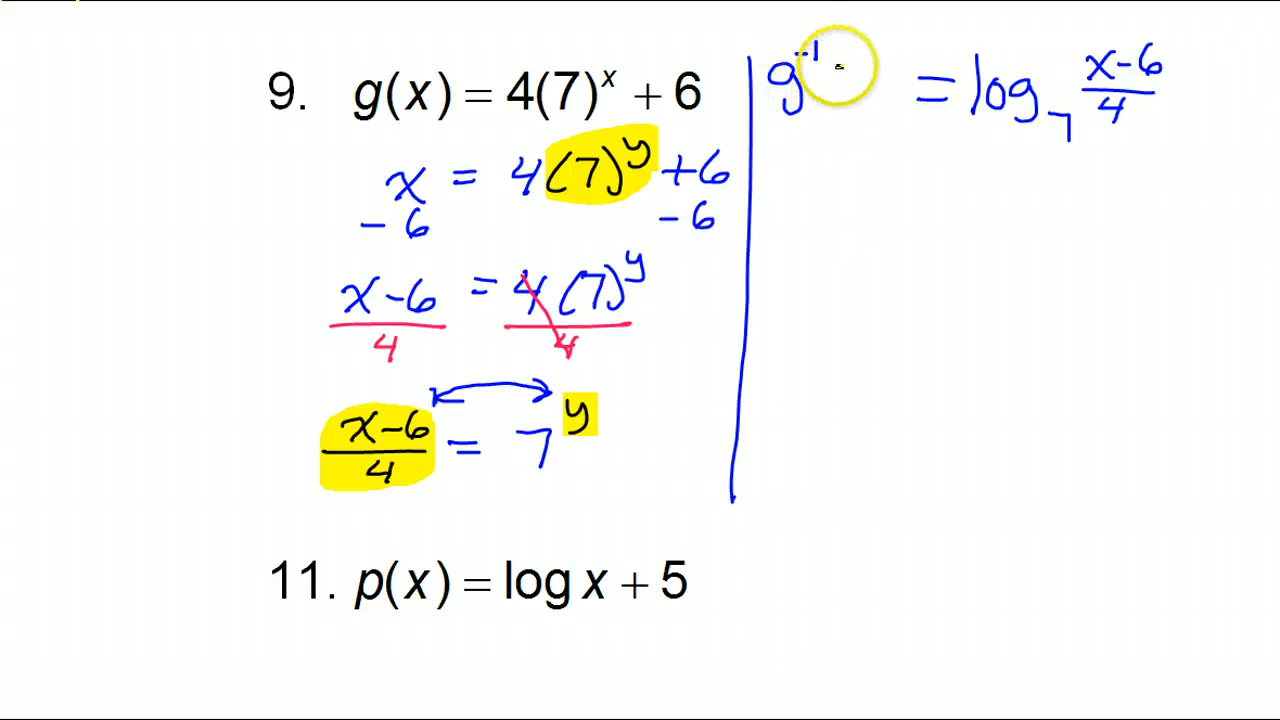 9. g(x) = 4(7)^x + 6
x = 4(7)^y + 6
- 6 - 6
x - 6 = 4(7)^y
4 4
x - 6
4
= 7^y
g^-1 = log_7 (x - 6)/4
11. p(x) = log x + 5